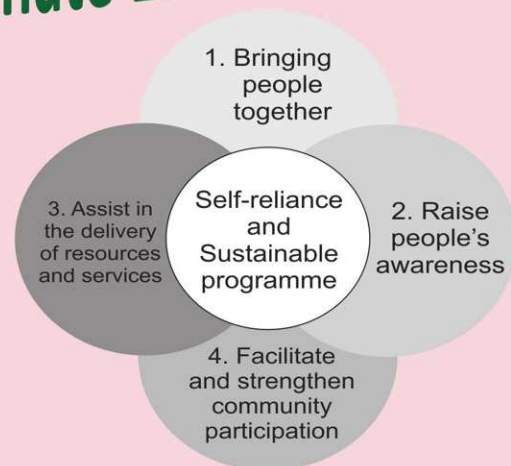 1. Bringing
people
together
Self-reliance
and
Sustainable
programme
2. Raise
people's
awareness
3. Assist in
the delivery
of resources
and services
4. Facilitate
and strengthen
community
participation